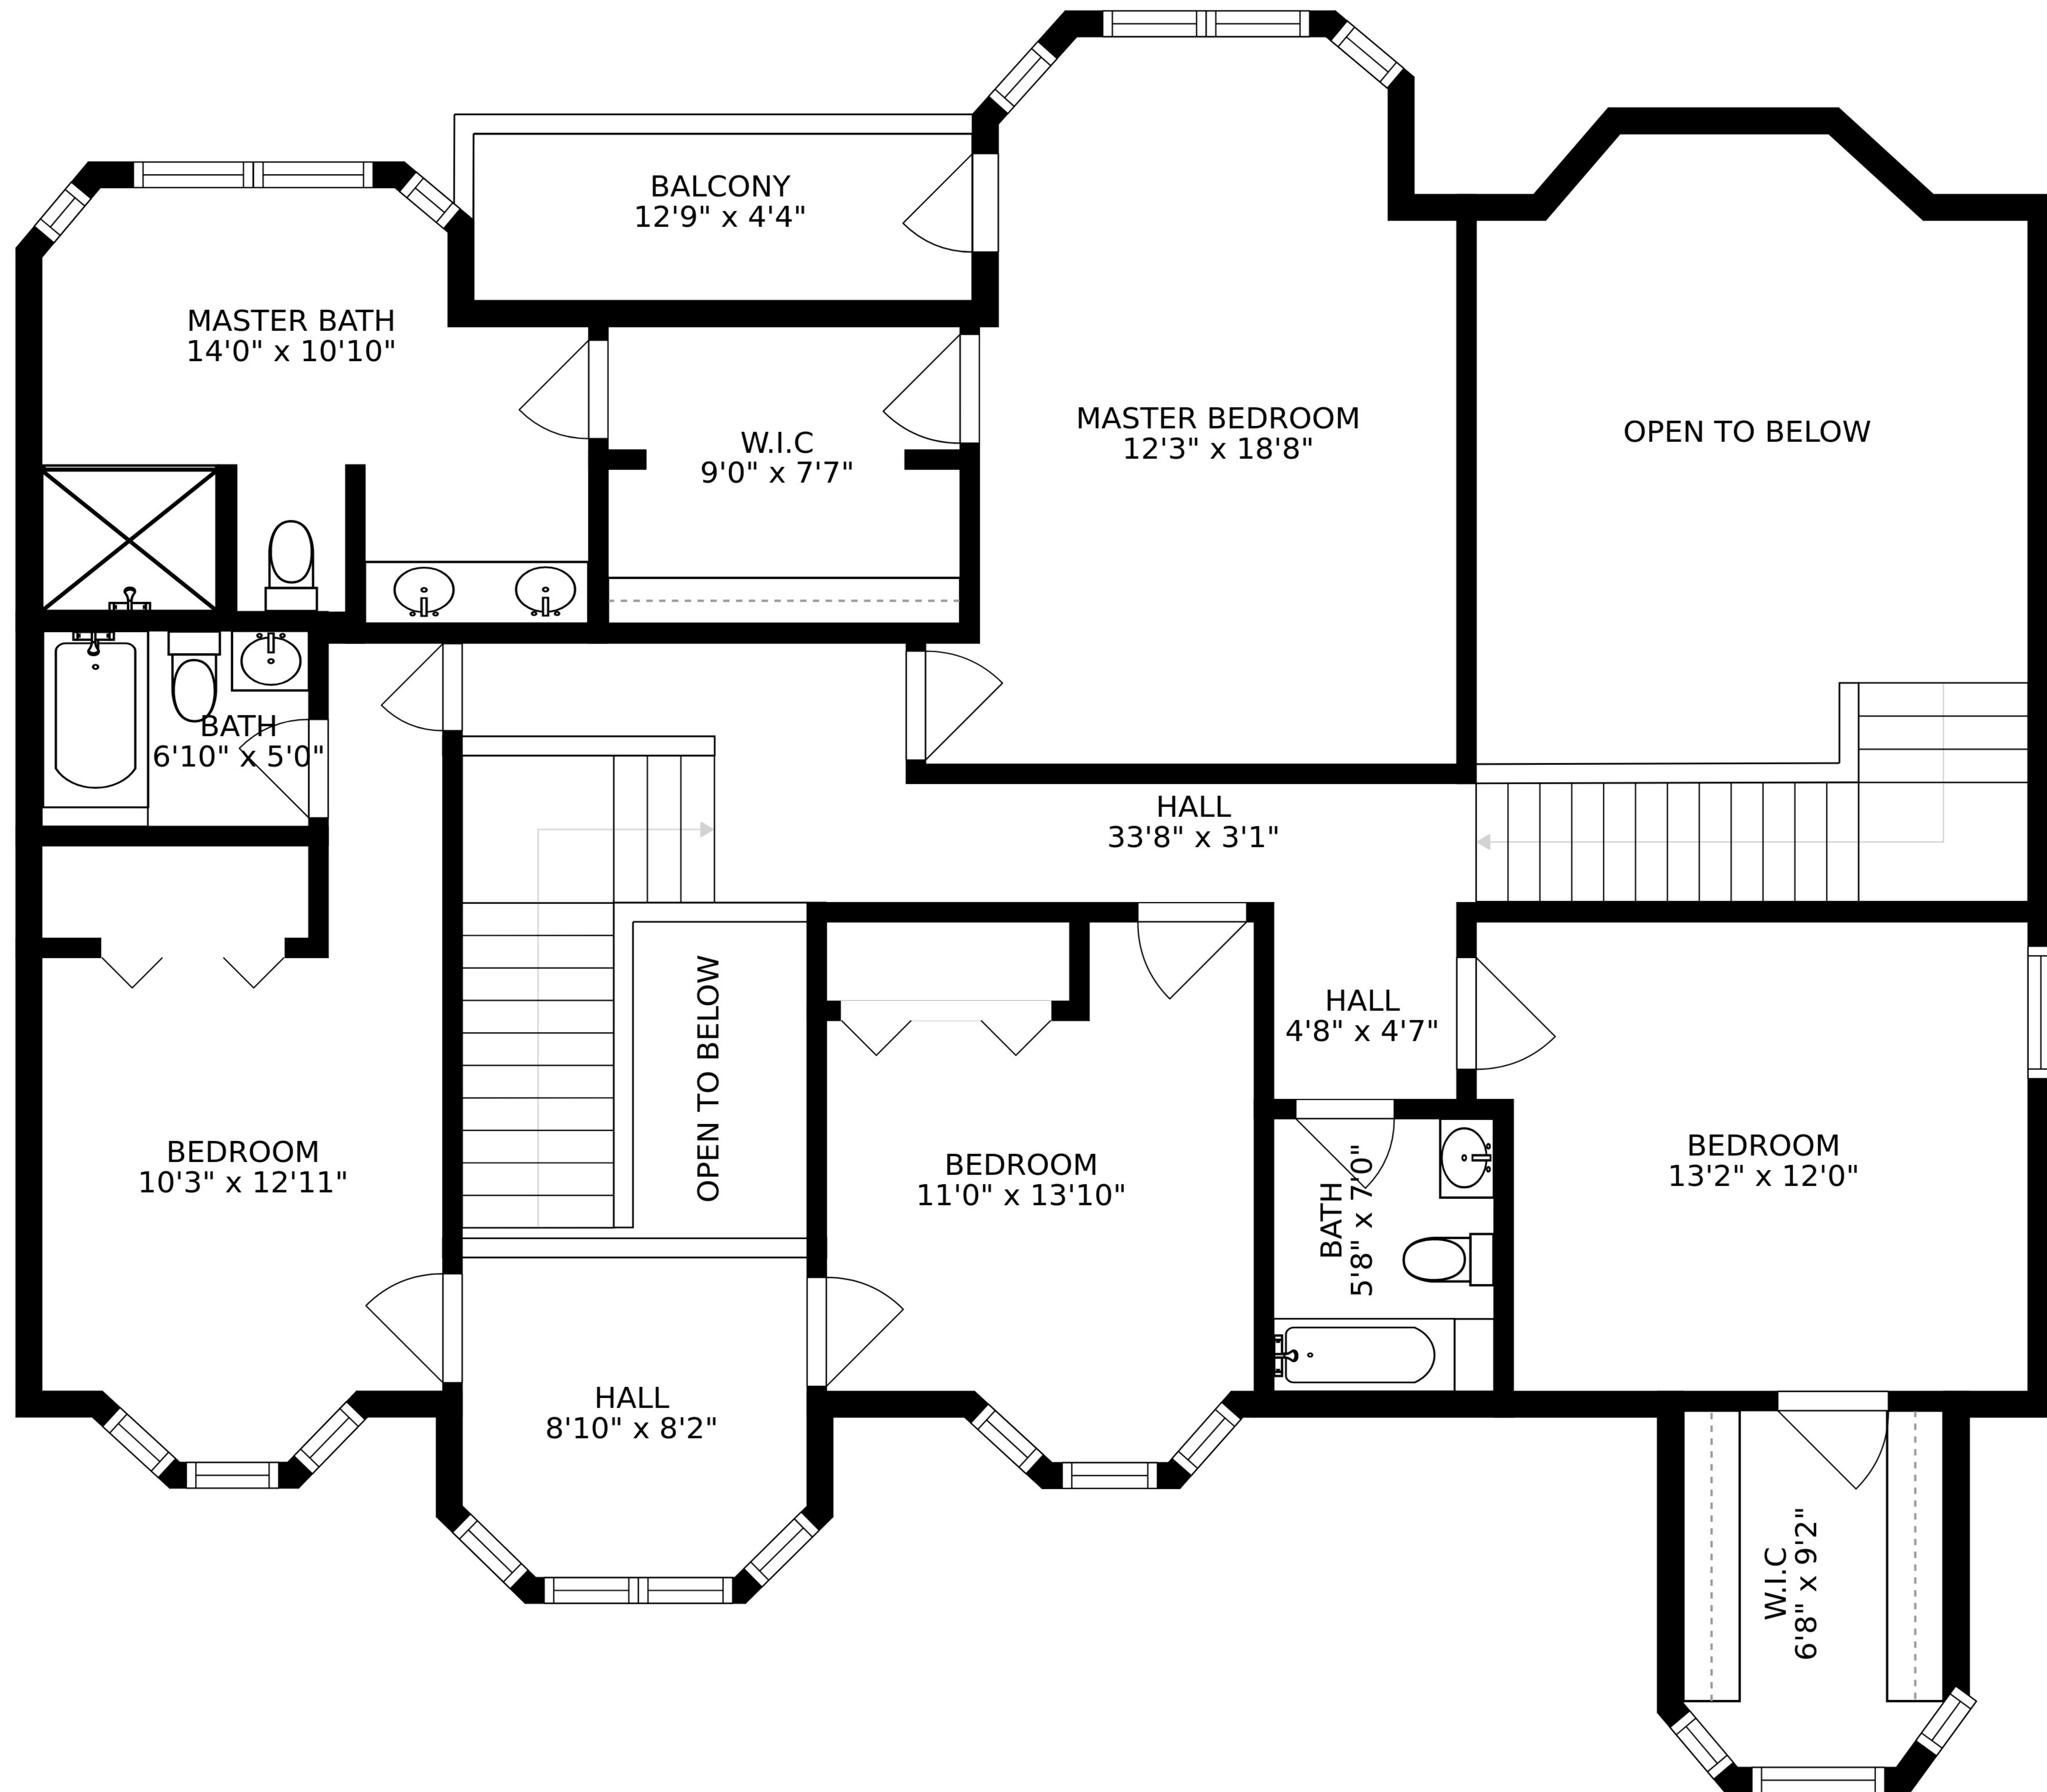 BALCONY
12'9" x 4'4"
MASTER BATH
14'0" x 10'10"
W.I.C
9'0" x 7'7"
MASTER BEDROOM
12'3" x 18'8"
OPEN TO BELOW
BATH
6'10" x 5'0"
HALL
33'8" x 3'1"
HALL
4'8" x 4'7"
OPEN TO BELOW
BEDROOM
10'3" x 12'11"
BEDROOM
11'0" x 13'10"
BATH
5'8" x 7'0"
BEDROOM
13'2" x 12'0"
HALL
8'10" x 8'2"
W.I.C
6'8" x 9'2"